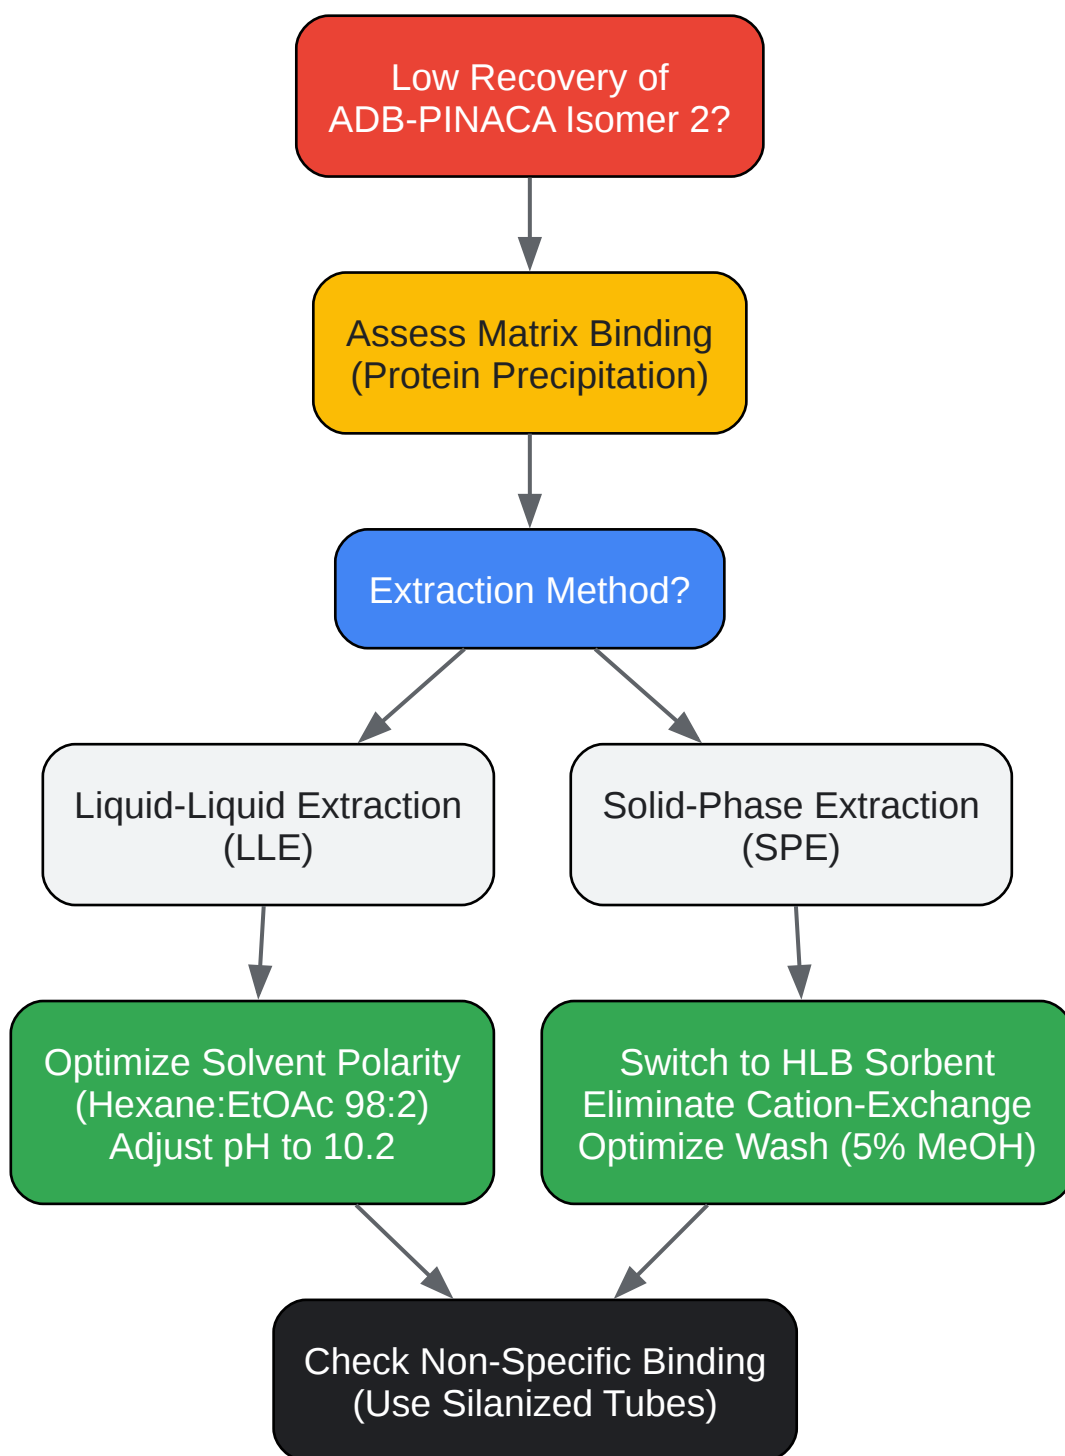 Low Recovery of
ADB-PINACA Isomer 2?
Assess Matrix Binding
(Protein Precipitation)
Extraction Method?
Liquid-Liquid Extraction
(LLE)
Solid-Phase Extraction
(SPE)
Optimize Solvent Polarity
(Hexane:EtOAc 98:2)
Adjust pH to 10.2
Switch to HLB Sorbent
Eliminate Cation-Exchange
Optimize Wash (5% MeOH)
Check Non-Specific Binding
(Use Silanized Tubes)